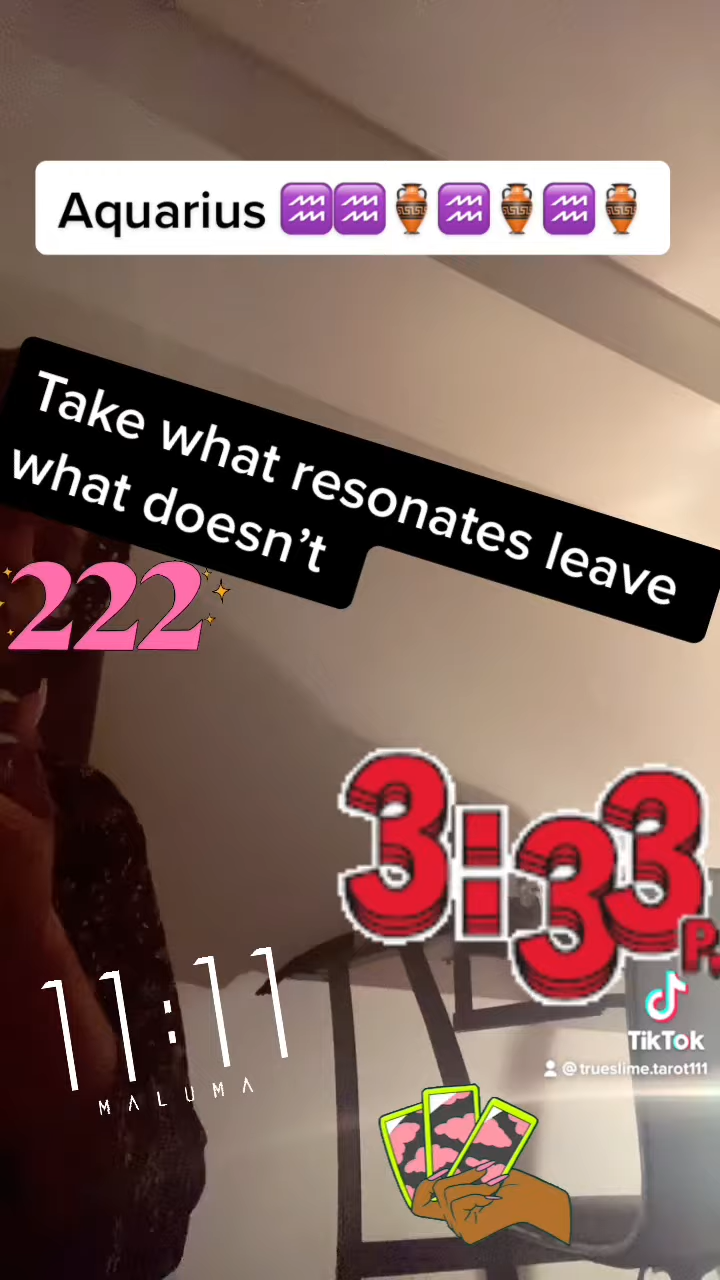 Aquarius ♒♒🏺♒🏺♒🏺
Take what resonates leave
what doesn't
222
3:33
P.
11:11
MALUMA
TikTok
@trueslime.tarot111